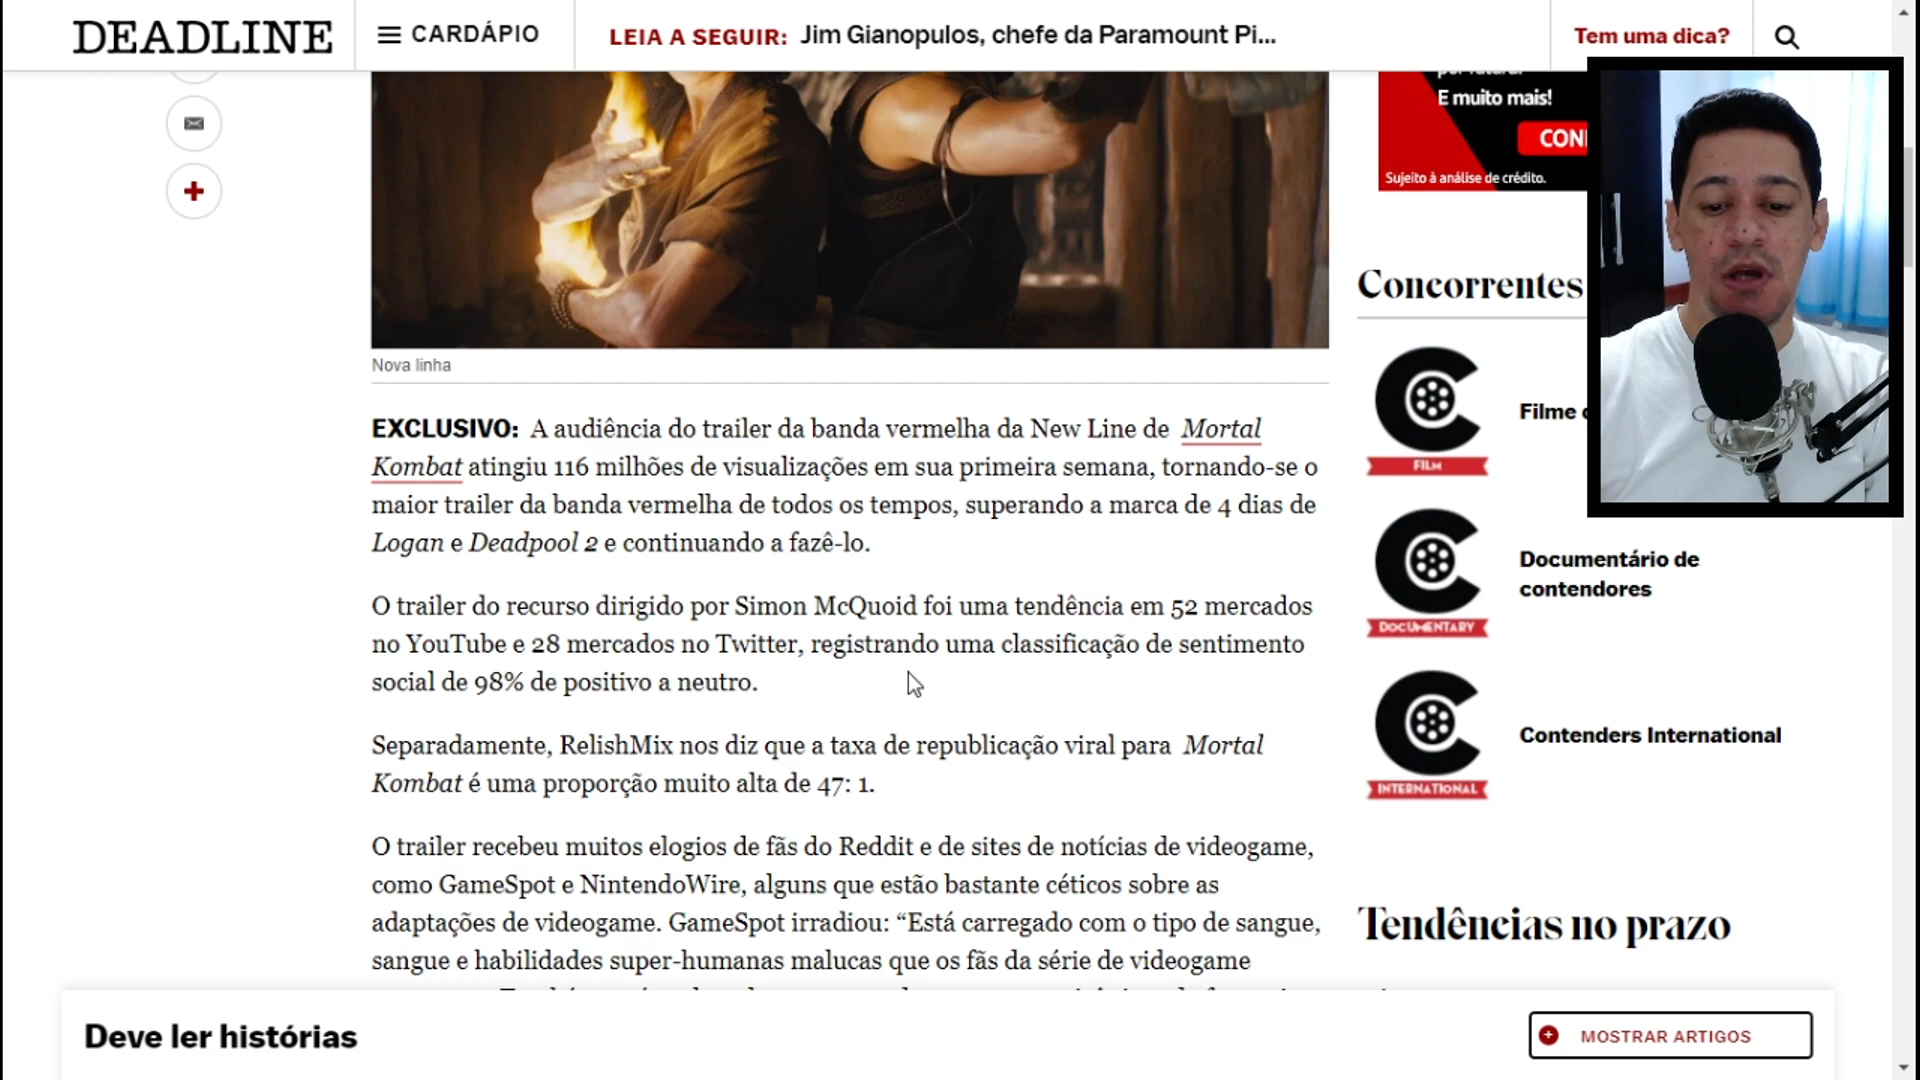 DEADLINE
CARDÁPIO
LEIA A SEGUIR: Jim Gianopulos, chefe da Paramount Pi...
Tem uma dica?
E muito mais!
Sujeito à análise de crédito.
Nova linha
EXCLUSIVO: A audiência do trailer da banda vermelha da New Line de Mortal
Kombat atingiu 116 milhões de visualizações em sua primeira semana, tornando-se o
maior trailer da banda vermelha de todos os tempos, superando a marca de 4 dias de
Logan e Deadpool 2 e continuando a fazê-lo.
O trailer do recurso dirigido por Simon McQuoid foi uma tendência em 52 mercados
no YouTube e 28 mercados no Twitter, registrando uma classificação de sentimento
social de 98% de positivo a neutro.
Separadamente, RelishMix nos diz que a taxa de republicação viral para Mortal
Kombat é uma proporção muito alta de 47: 1.
O trailer recebeu muitos elogios de fãs do Reddit e de sites de notícias de videogame,
como GameSpot e NintendoWire, alguns que estão bastante céticos sobre as
adaptações de videogame. GameSpot irradiou: “Está carregado com o tipo de sangue,
sangue e habilidades super-humanas malucas que os fãs da série de videogame
Concorrentes
FILM
Filme
DOCUMENTARY
Documentário de
contendores
INTERNATIONAL
Contenders International
Tendências no prazo
Deve ler histórias
MOSTRAR ARTIGOS